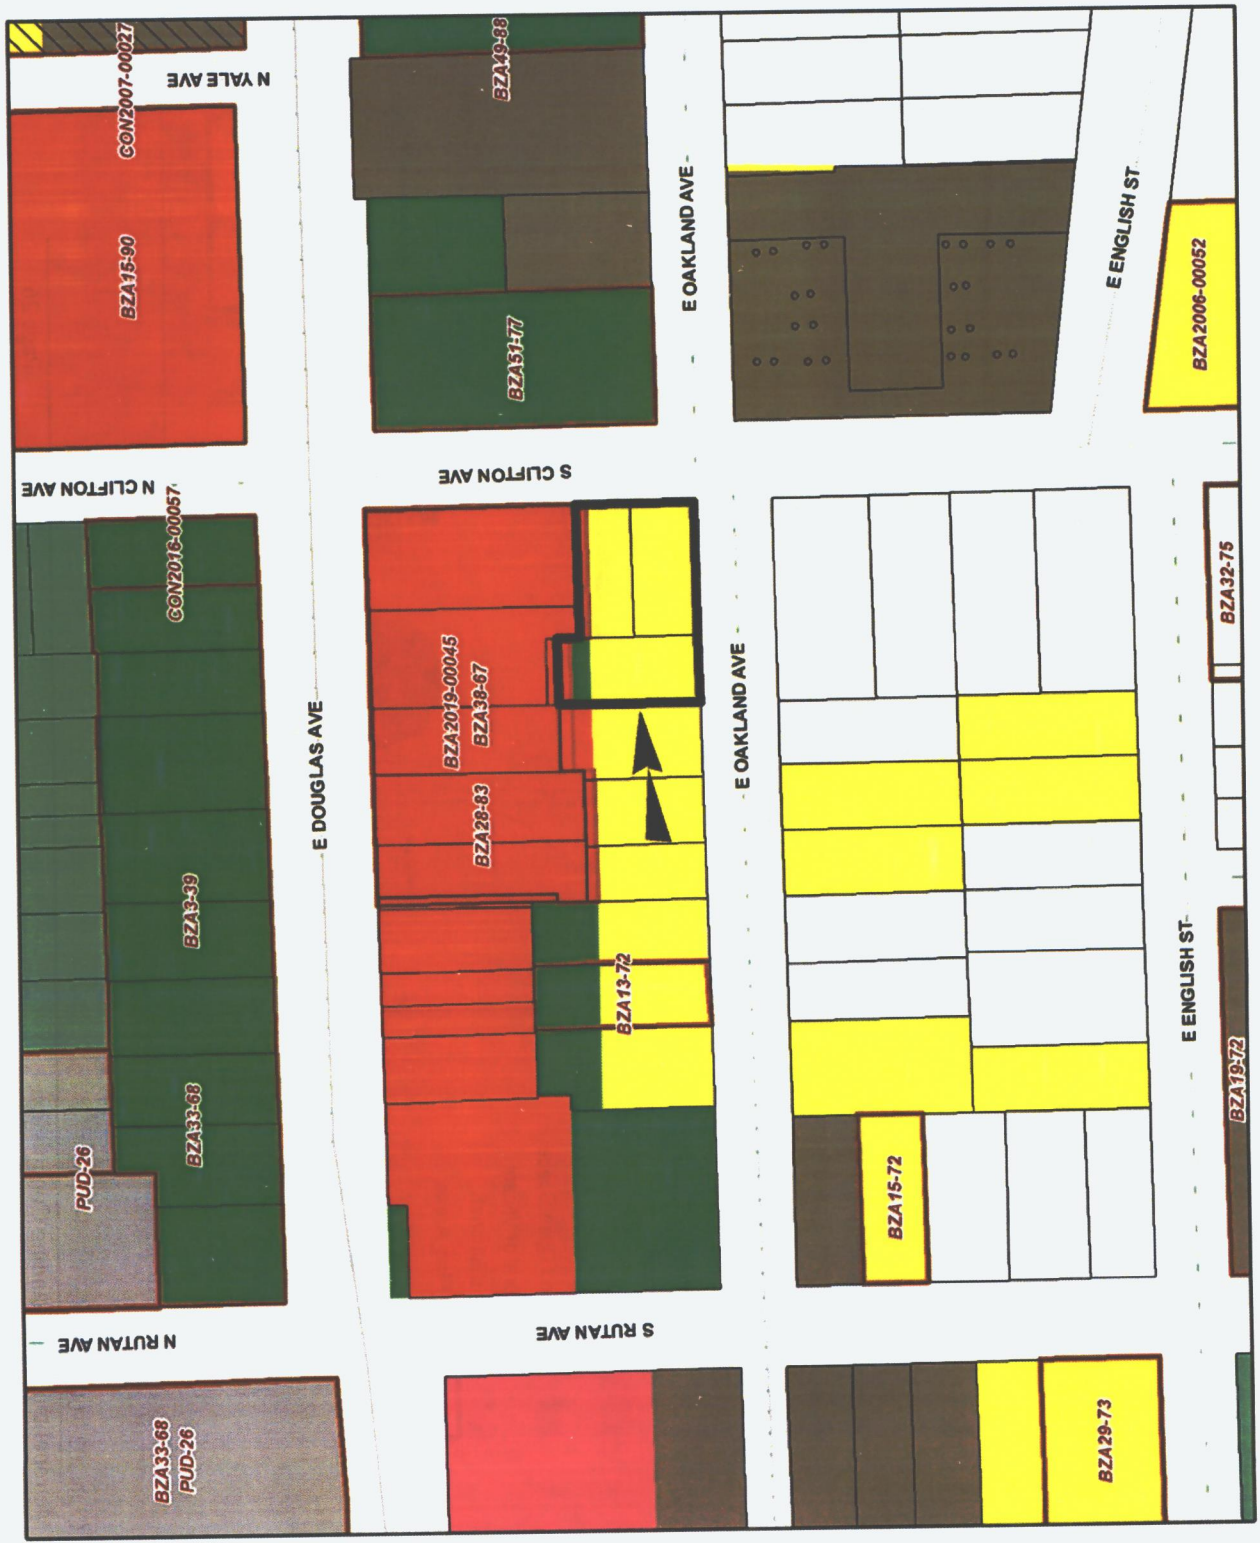 N YALE AVE
CON2007-00027
BZA15-90
BZA49-88
E OAKLAND AVE
BZA51-77
E ENGLISH ST
BZA2006-00052
N CLIFTON AVE
CON2016-00057
S CLIFTON AVE
BZA32-75
E DOUGLAS AVE
BZA2019-00045
BZA38-67
BZA28-83
E OAKLAND AVE
BZA3-39
BZA13-72
E ENGLISH ST
BZA19-72
PUD-26
BZA33-68
BZA15-72
N RUTAN AVE
S RUTAN AVE
BZA33-68
PUD-26
BZA29-73